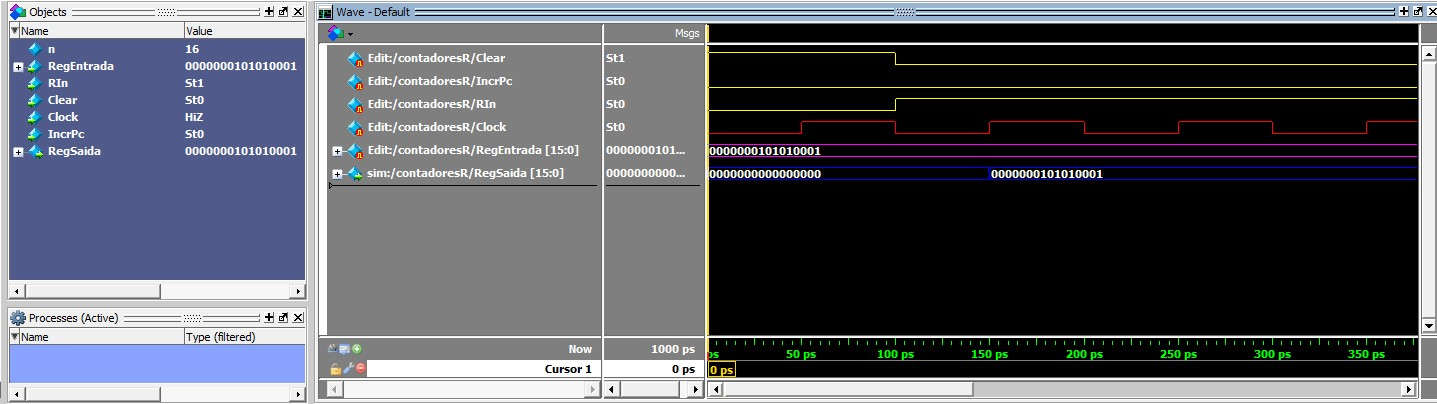 Objects
Name Value
n 16
RegEntrada 0000000101010001
RIn St1
Clear St0
Clock HiZ
IncrPc St0
RegSaida 0000000101010001
Processes (Active)
Name Type (filtered)
Wave - Default
Msgs
Edit:/contadoresR/Clear St1
Edit:/contadoresR/IncrPc St0
Edit:/contadoresR/RIn St0
Edit:/contadoresR/Clock St0
Edit:/contadoresR/RegEntrada [15:0] 0000000101... 0000000101010001
sim:/contadoresR/RegSaida [15:0] 0000000000... 0000000000000000 0000000101010001
Now 1000 ps ps 50 ps 100 ps 150 ps 200 ps 250 ps 300 ps 350 ps
Cursor 1 0 ps 0 ps